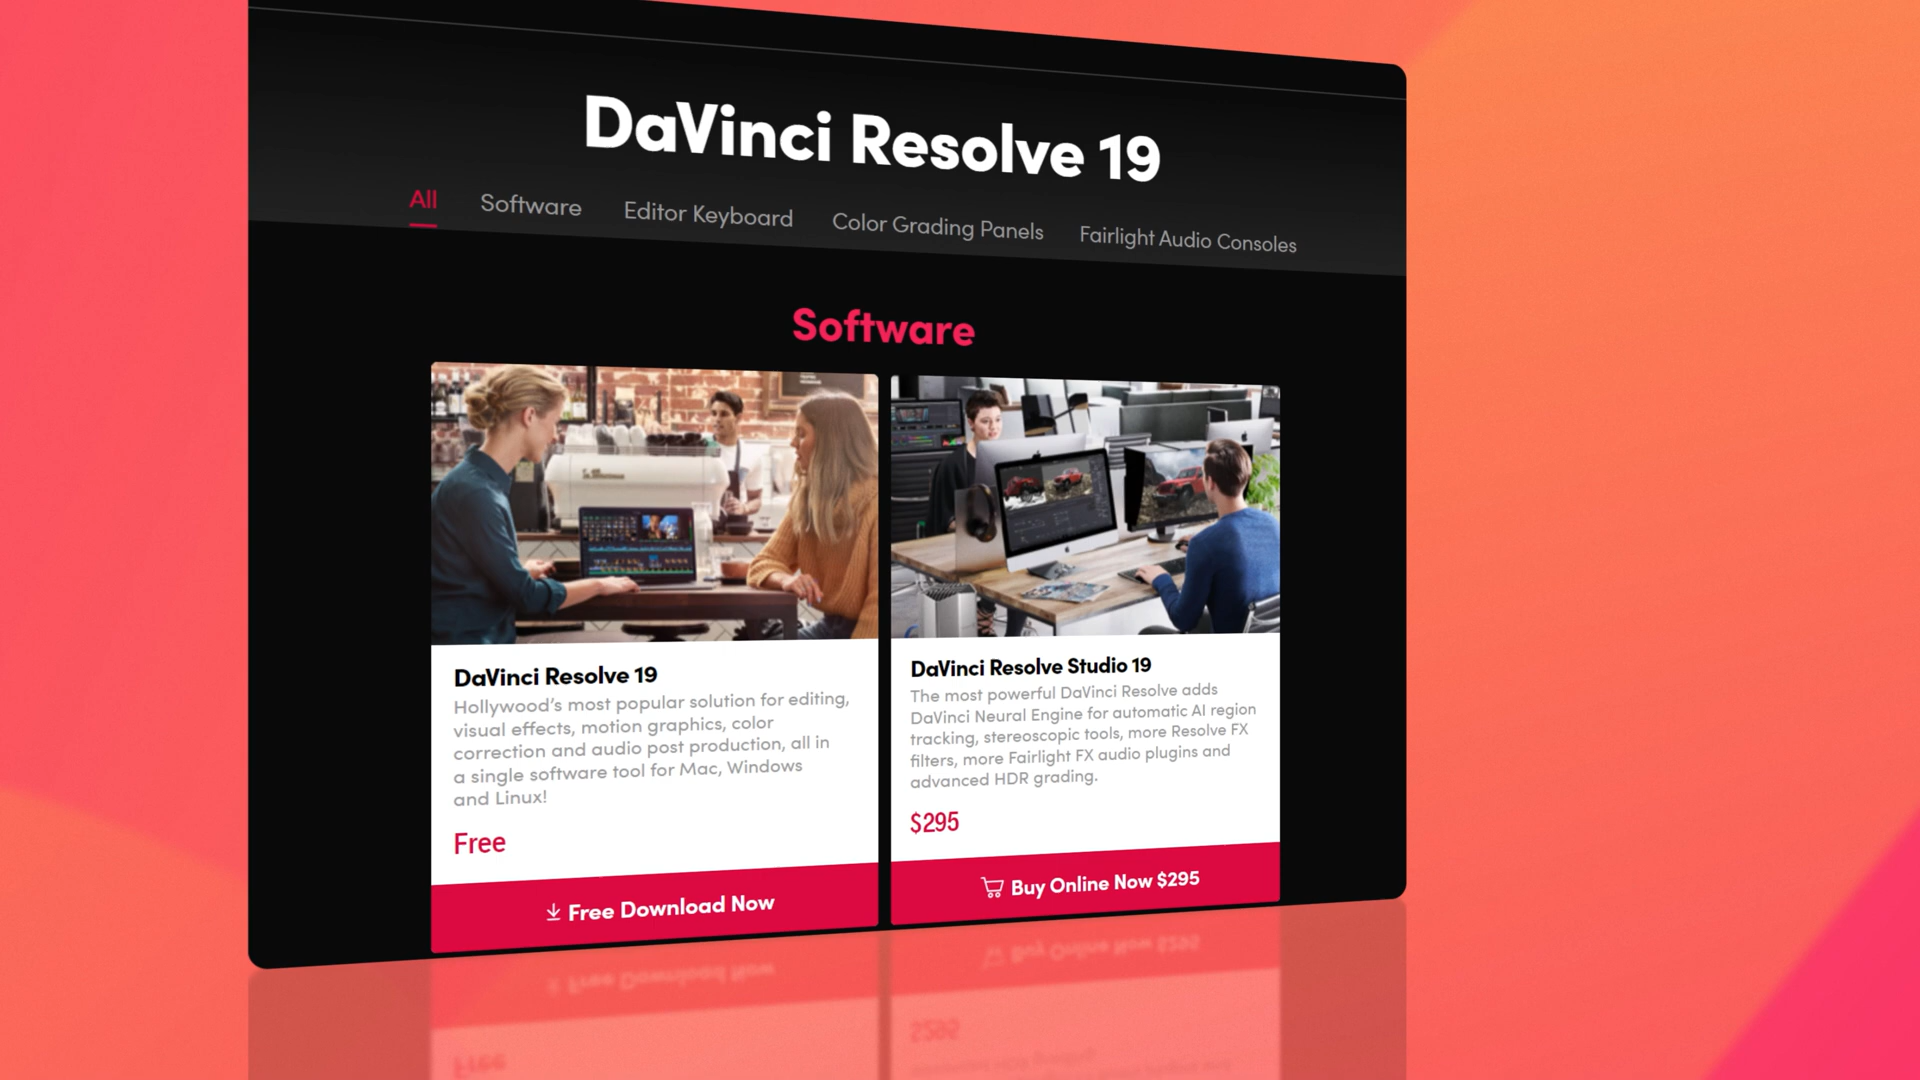 DaVinci Resolve 19
All Software Editor Keyboard Color Grading Panels Fairlight Audio Consoles
Software
DaVinci Resolve 19
Hollywood's most popular solution for editing,
visual effects, motion graphics, color
correction and audio post production, all in
a single software tool for Mac, Windows
and Linux!
Free
Free Download Now
DaVinci Resolve Studio 19
The most powerful DaVinci Resolve adds
DaVinci Neural Engine for automatic AI region
tracking, stereoscopic tools, more Resolve FX
filters, more Fairlight FX audio plugins and
advanced HDR grading.
$295
Buy Online Now $295